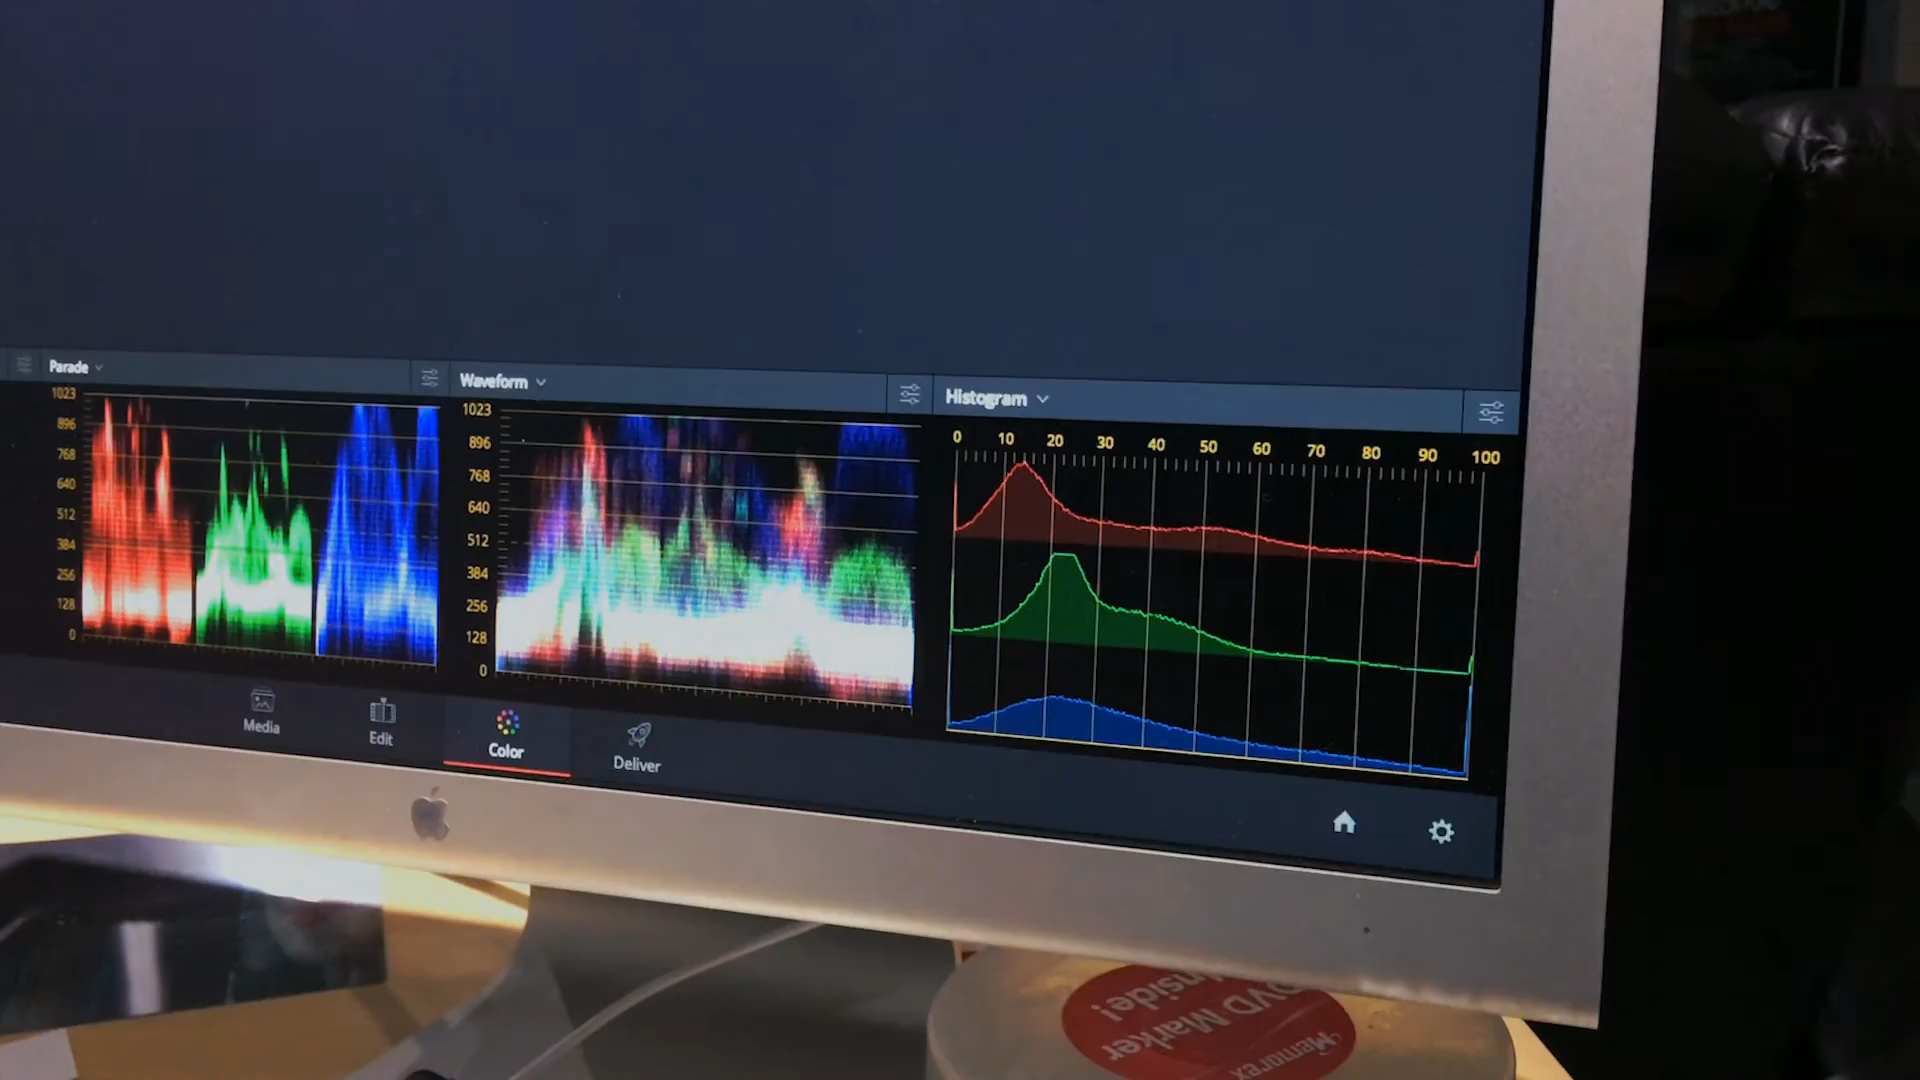 Parade
1023
896
768
640
512
384
256
128
0
Waveform
1023
896
768
640
512
384
256
128
0
Histogram
0 10 20 30 40 50 60 70 80 90 100
Media
Edit
Color
Deliver
Memorex
DVD Marker
Inside!